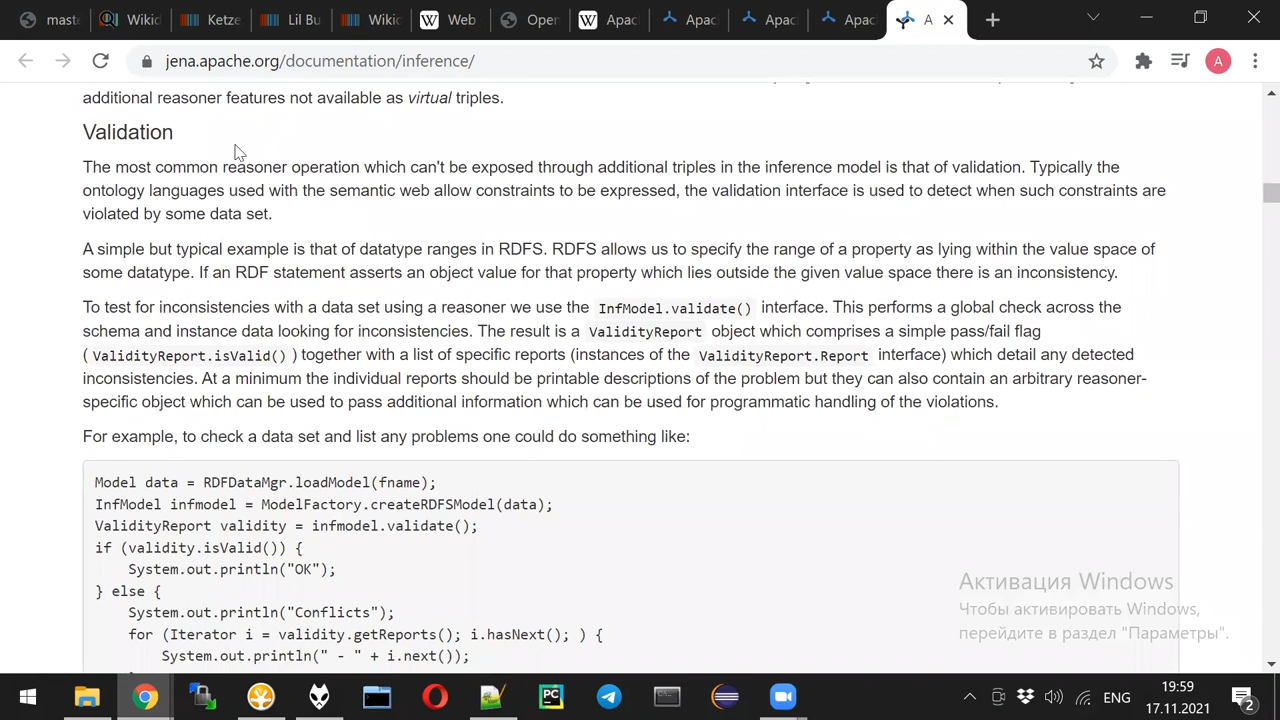 maste
Wikid
Ketze
Lil Bu
Wikid
Web
Open
Apac
Apac
Apac
Apac
A
jena.apache.org/documentation/inference/
A
additional reasoner features not available as virtual triples.
Validation
The most common reasoner operation which can't be exposed through additional triples in the inference model is that of validation. Typically the
ontology languages used with the semantic web allow constraints to be expressed, the validation interface is used to detect when such constraints are
violated by some data set.
A simple but typical example is that of datatype ranges in RDFS. RDFS allows us to specify the range of a property as lying within the value space of
some datatype. If an RDF statement asserts an object value for that property which lies outside the given value space there is an inconsistency.
To test for inconsistencies with a data set using a reasoner we use the InfModel.validate() interface. This performs a global check across the
schema and instance data looking for inconsistencies. The result is a ValidityReport object which comprises a simple pass/fail flag
(ValidityReport.isValid()) together with a list of specific reports (instances of the ValidityReport.Report interface) which detail any detected
inconsistencies. At a minimum the individual reports should be printable descriptions of the problem but they can also contain an arbitrary reasoner-
specific object which can be used to pass additional information which can be used for programmatic handling of the violations.
For example, to check a data set and list any problems one could do something like:
Model data = RDFDataMgr.loadModel(fname);
InfModel infmodel = ModelFactory.createRDFSModel(data);
ValidityReport validity = infmodel.validate();
if (validity.isValid()) {
System.out.println("OK");
} else {
System.out.println("Conflicts");
for (Iterator i = validity.getReports(); i.hasNext(); ) {
System.out.println(" - " + i.next());
Активация Windows
Чтобы активировать Windows,
перейдите в раздел "Параметры".
PC
ENG
19:59
17.11.2021
2